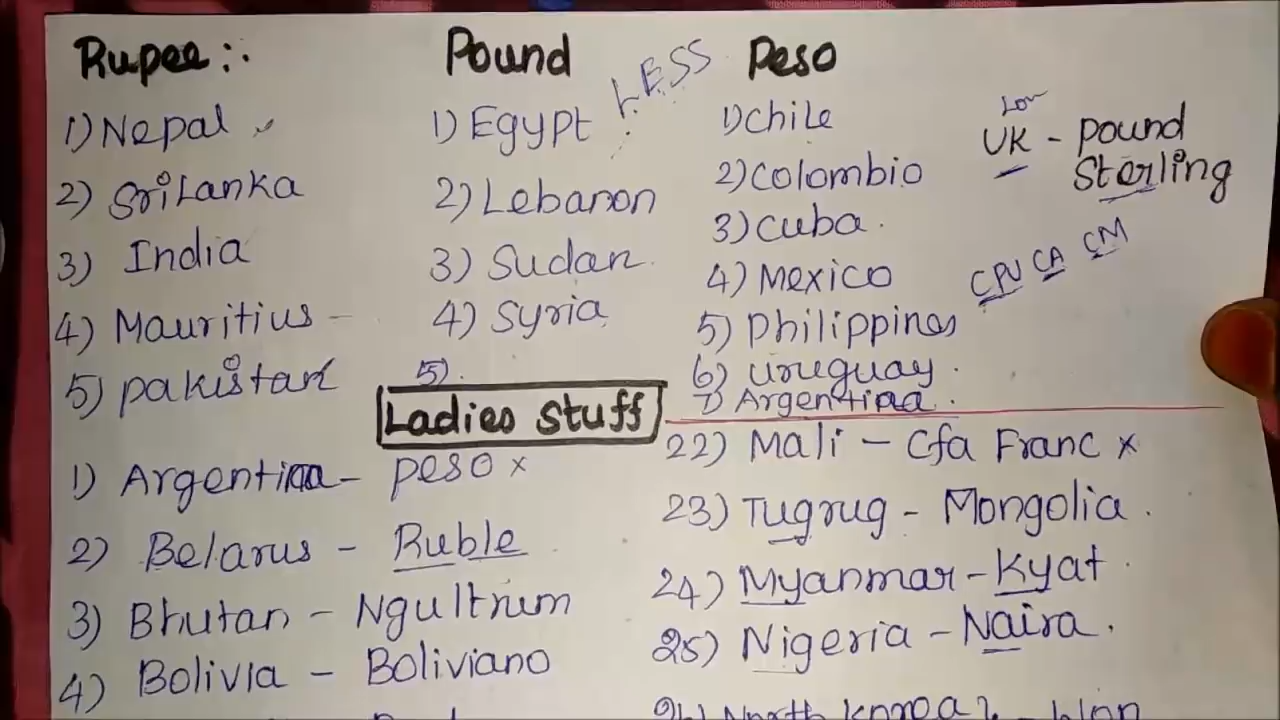 Rupee :.
1) Nepal
2) SriLanka
3) India
4) Mauritius -
5) Pakistan
Pound
LESS
1) Egypt
2) Lebanon
3) Sudan
4) Syria
5)
Peso
1) chile
2) Colombio
3) Cuba.
4) Mexico
5) Philippines
6) uruguay.
7) Argentina.
UK - Pound
Sterling
CPU CA CM
Ladies Stuff
1) Argentina - Peso x
2) Belarus - Ruble
3) Bhutan - Ngultrum
4) Bolivia - Boliviano
22) Mali - Cfa Franc x
23) Tugrug - Mongolia.
24) Myanmar - Kyat.
25) Nigeria - Naira.
26) North Korea